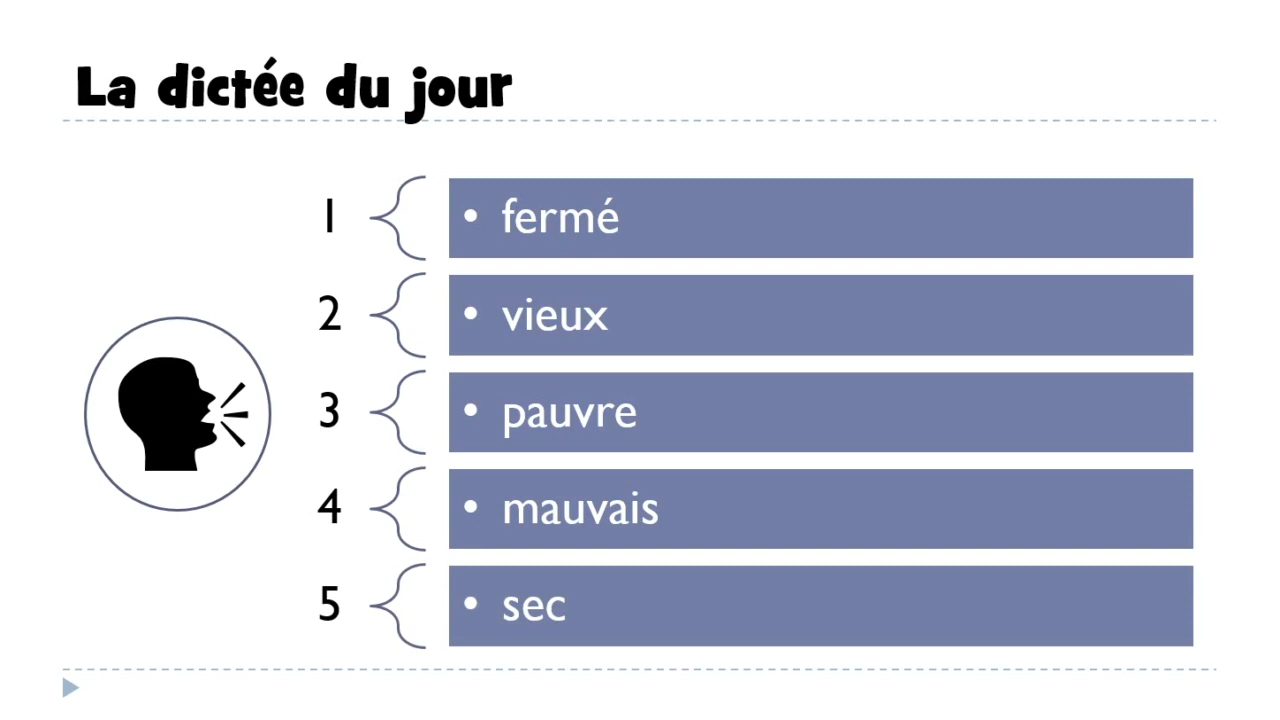 La dictée du jour
1
• fermé
2
• vieux
3
• pauvre
4
• mauvais
5
• sec